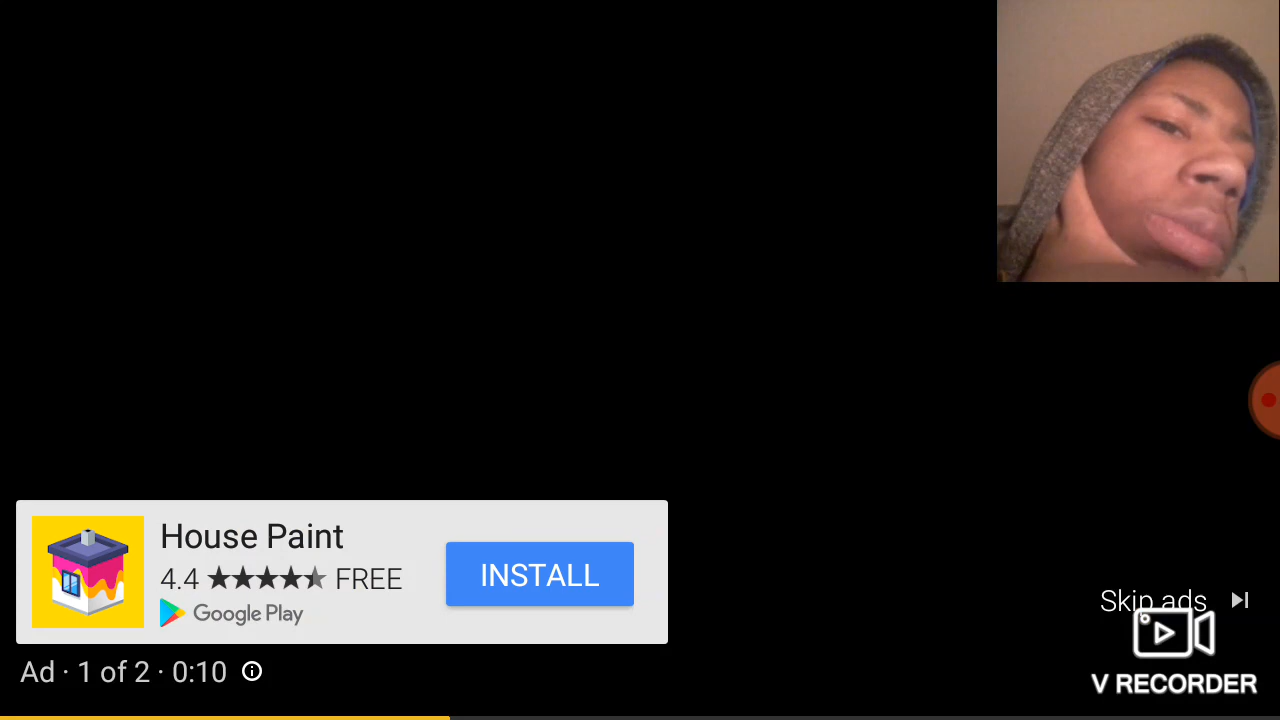 House Paint
4.4 ★★★★★ FREE
Google Play
INSTALL
Skip ads
Ad · 1 of 2 · 0:10
V RECORDER